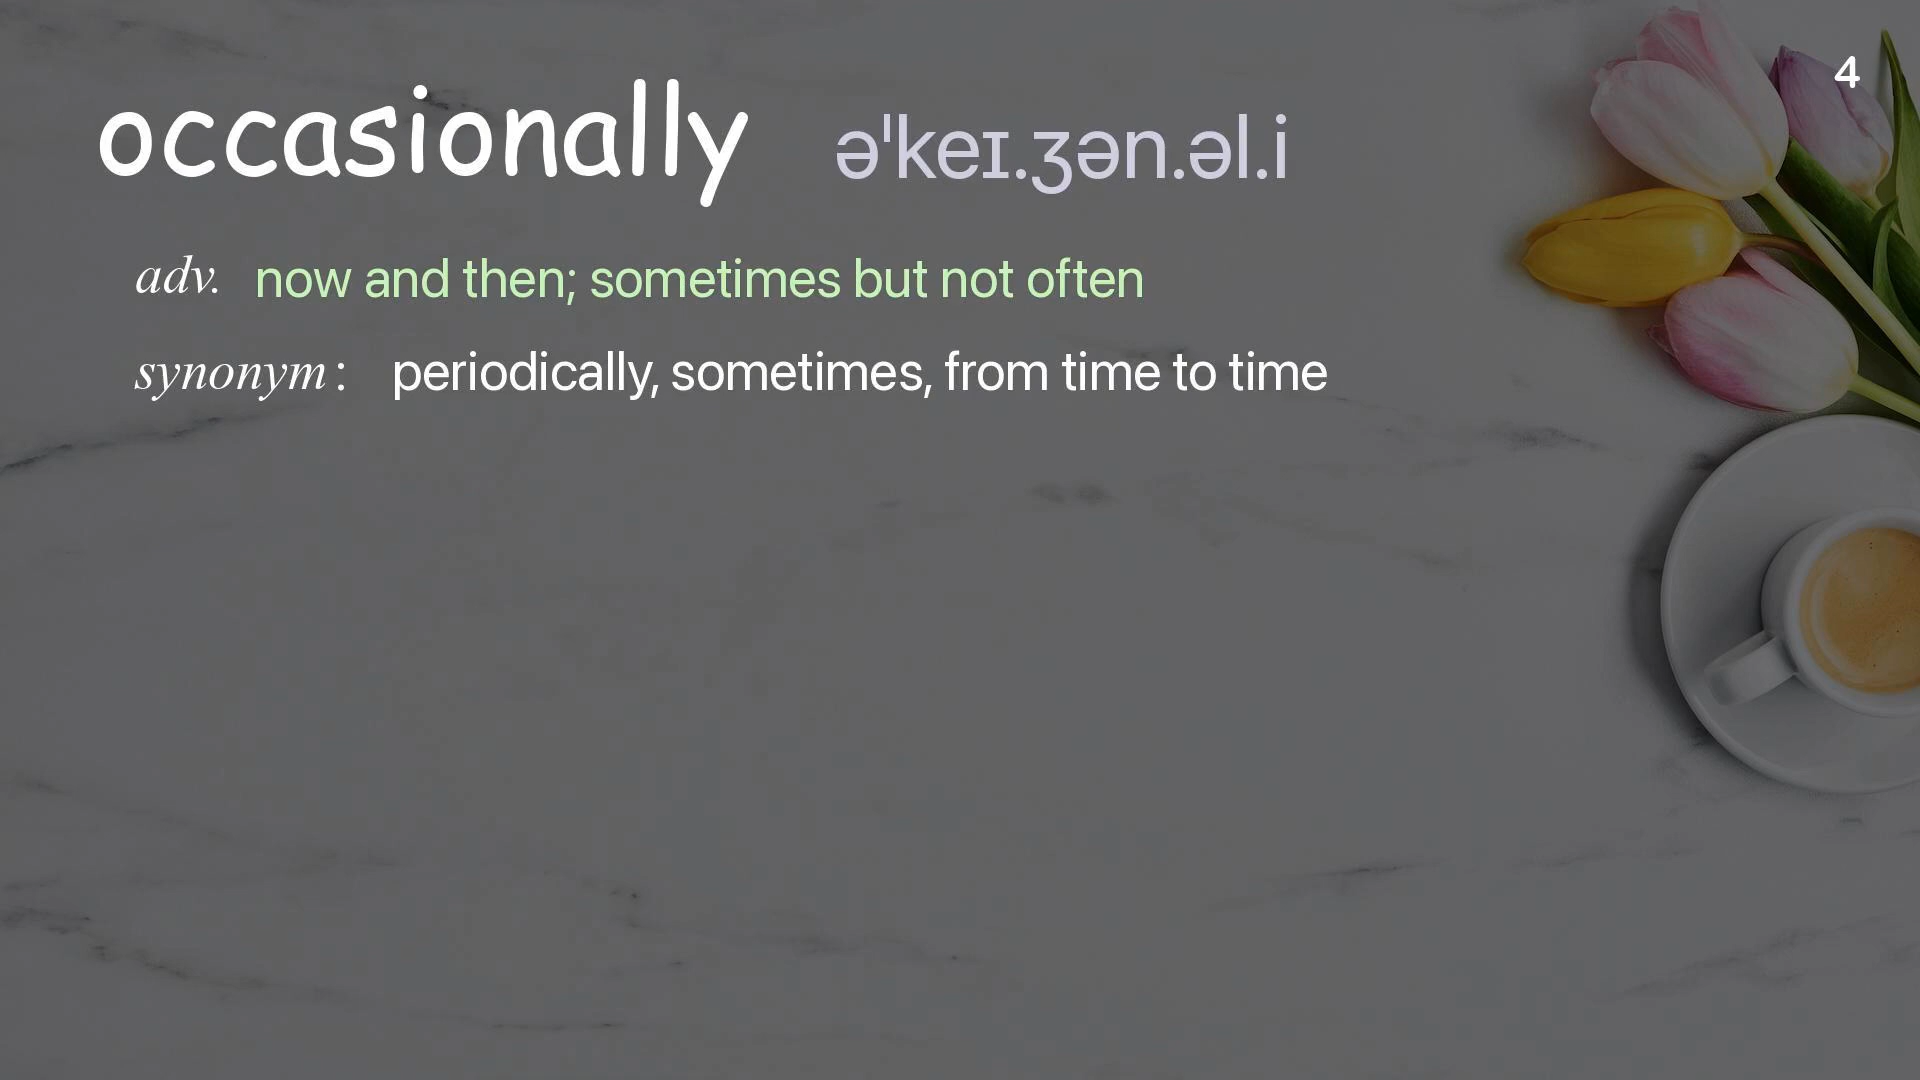 4
occasionally əˈkeɪ.ʒən.əl.i
adv. now and then; sometimes but not often
synonym : periodically, sometimes, from time to time